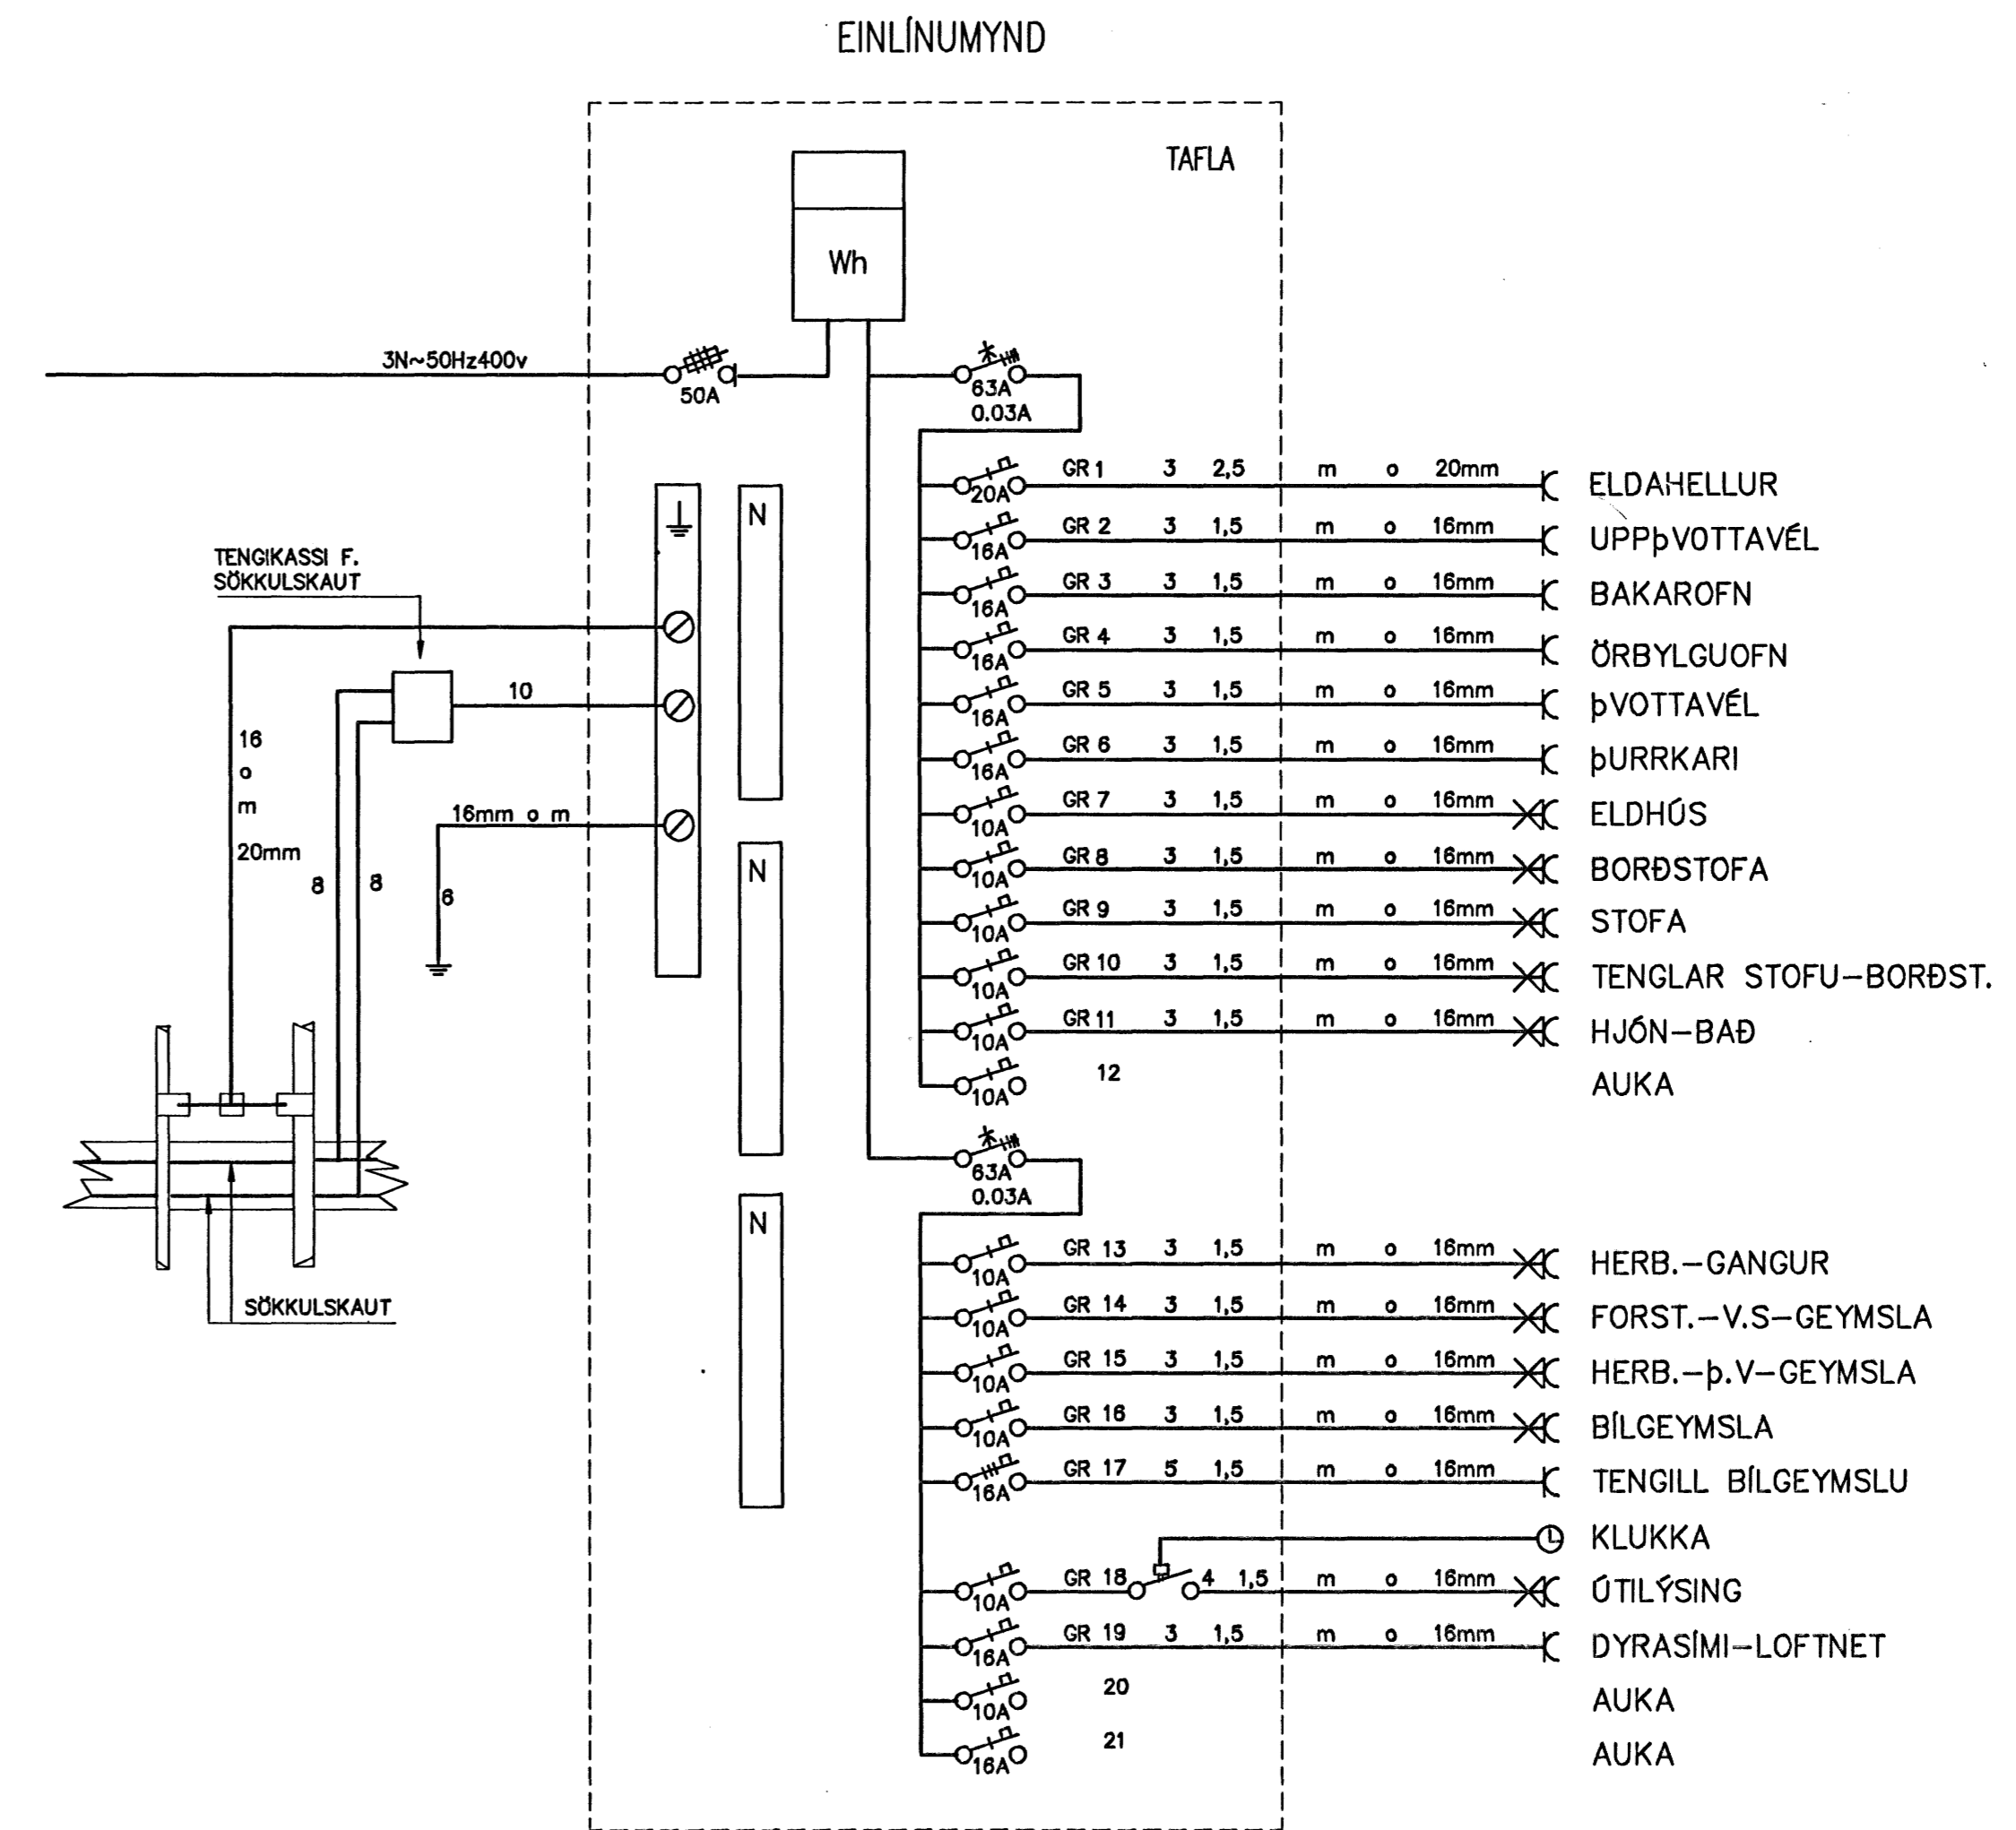 EINLÍNUMYND
TAFLA
Wh
3N~50Hz400v
50A
63A
0.03A
GR 1 3 2,5 m o 20mm ELDAHELLUR
20A
GR 2 3 1,5 m o 16mm UPPÞVOTTAVÉL
16A
GR 3 3 1,5 m o 16mm BAKAROFN
16A
GR 4 3 1,5 m o 16mm ÖRBYLGUOFN
16A
GR 5 3 1,5 m o 16mm ÞVOTTAVÉL
16A
GR 6 3 1,5 m o 16mm ÞURRKARI
16A
GR 7 3 1,5 m o 16mm ELDHÚS
10A
GR 8 3 1,5 m o 16mm BORÐSTOFA
10A
GR 9 3 1,5 m o 16mm STOFA
10A
GR 10 3 1,5 m o 16mm TENGLAR STOFU-BORÐST.
10A
GR 11 3 1,5 m o 16mm HJÓN-BAÐ
10A
12 AUKA
10A
63A
0.03A
GR 13 3 1,5 m o 16mm HERB.-GANGUR
10A
GR 14 3 1,5 m o 16mm FORST.-V.S-GEYMSLA
10A
GR 15 3 1,5 m o 16mm HERB.-Þ.V-GEYMSLA
10A
GR 16 3 1,5 m o 16mm BÍLGEYMSLA
10A
GR 17 5 1,5 m o 16mm TENGILL BÍLGEYMSLU
16A
KLUKKA
GR 18 4 1,5 m o 16mm ÚTILÝSING
10A
GR 19 3 1,5 m o 16mm DYRASÍMI-LOFTNET
16A
20 AUKA
10A
21 AUKA
16A
N
N
N
TENGIKASSI F.
SÖKKULSKAUT
10
16
o
m
20mm
8
8
16mm o m
6
SÖKKULSKAUT